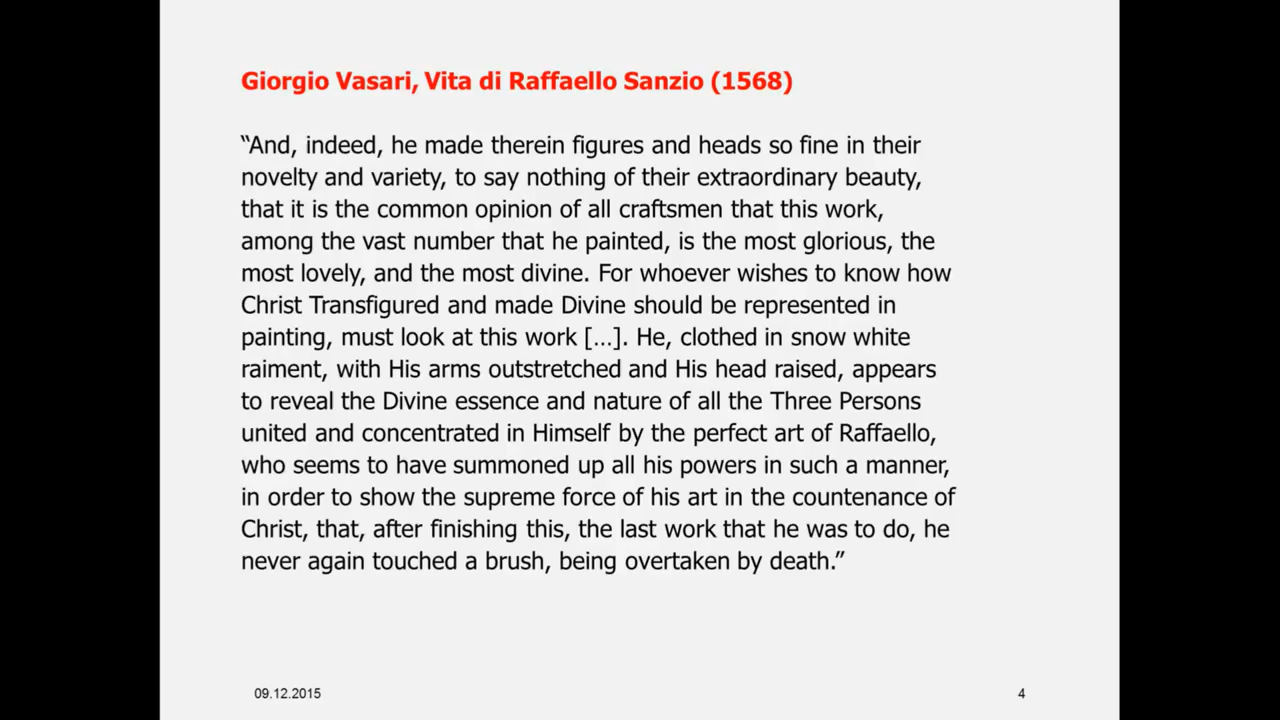 Giorgio Vasari, Vita di Raffaello Sanzio (1568)
“And, indeed, he made therein figures and heads so fine in their
novelty and variety, to say nothing of their extraordinary beauty,
that it is the common opinion of all craftsmen that this work,
among the vast number that he painted, is the most glorious, the
most lovely, and the most divine. For whoever wishes to know how
Christ Transfigured and made Divine should be represented in
painting, must look at this work […]. He, clothed in snow white
raiment, with His arms outstretched and His head raised, appears
to reveal the Divine essence and nature of all the Three Persons
united and concentrated in Himself by the perfect art of Raffaello,
who seems to have summoned up all his powers in such a manner,
in order to show the supreme force of his art in the countenance of
Christ, that, after finishing this, the last work that he was to do, he
never again touched a brush, being overtaken by death.”
09.12.2015
4